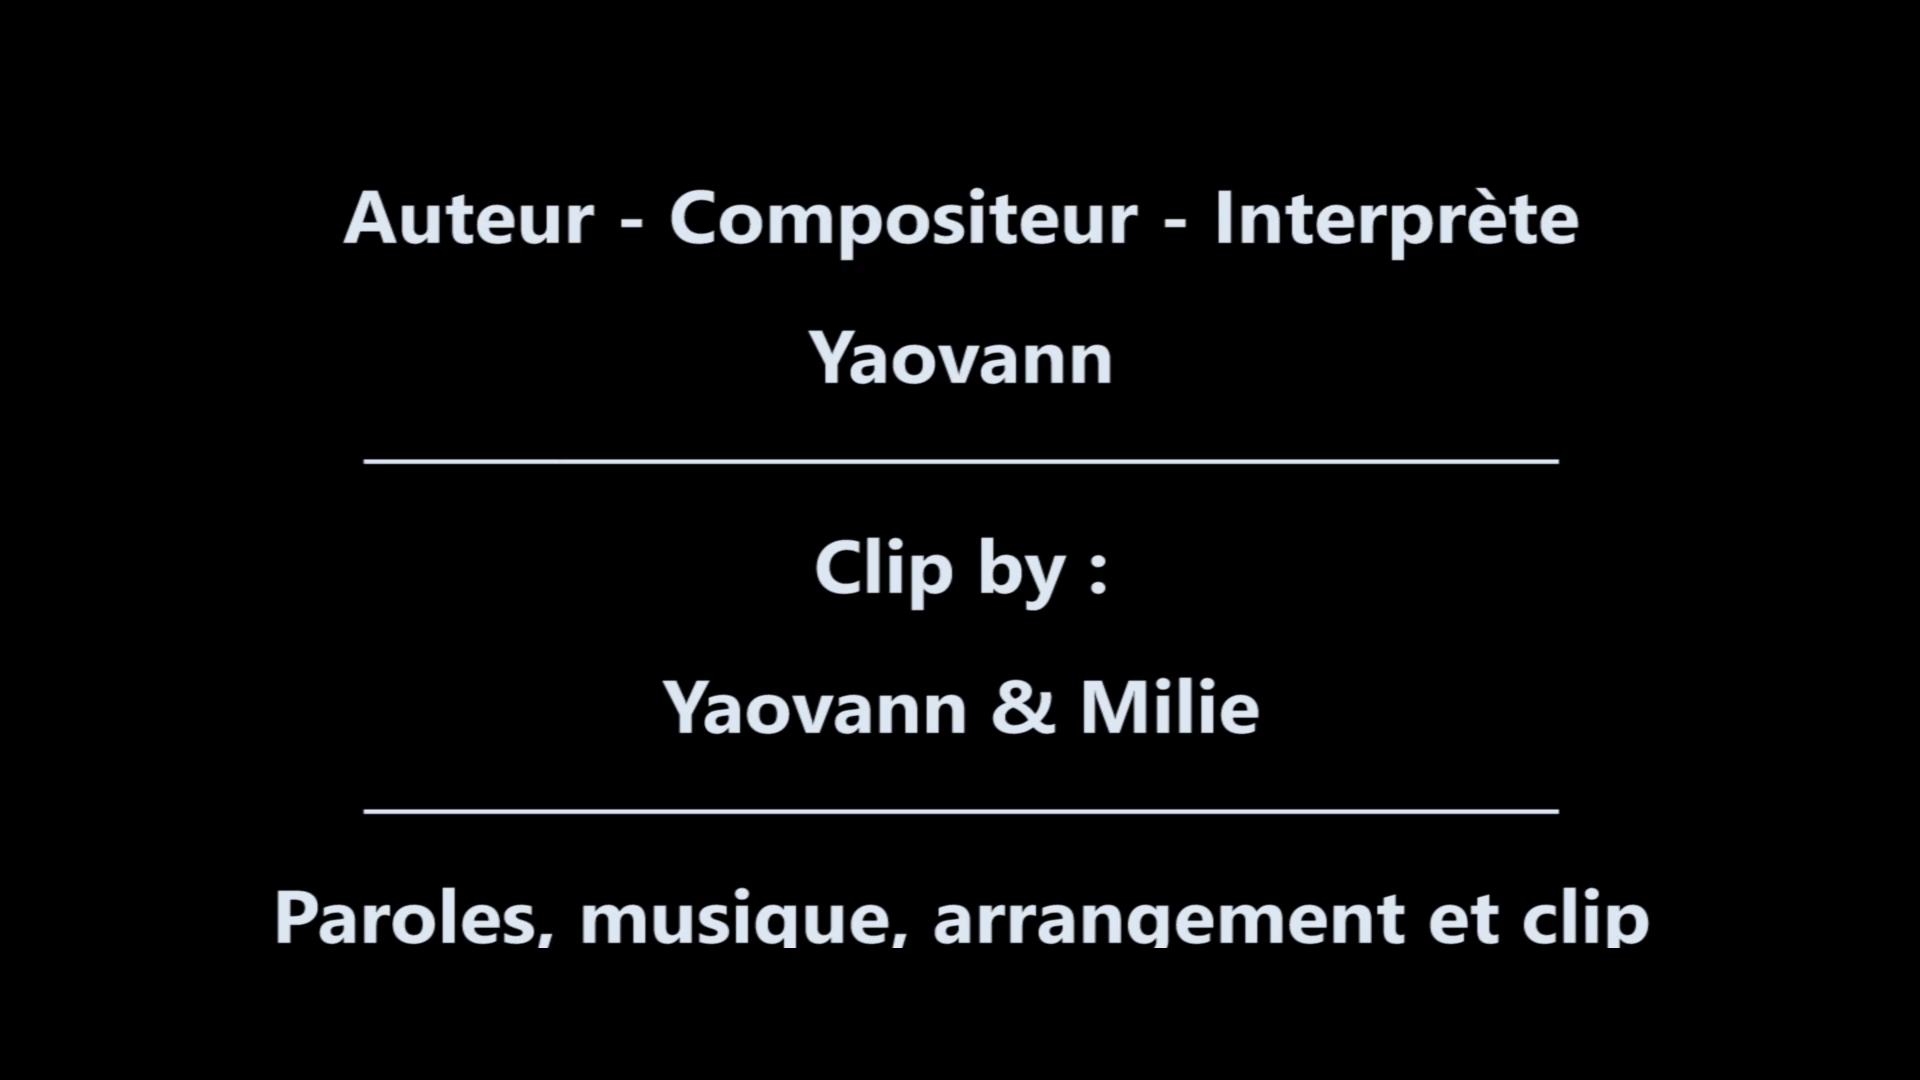 Auteur - Compositeur - Interprète
Yaovann
Clip by :
Yaovann & Milie
Paroles, musique, arrangement et clip